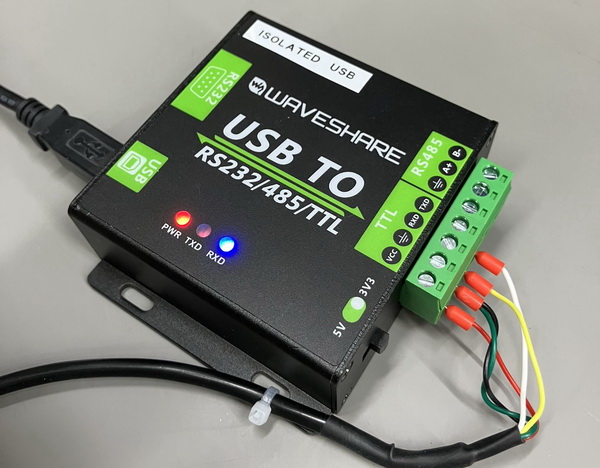 ISOLATED USB
RS232
WAVESHARE
USB TO
RS232/485/TTL
USB
RS485
B-
A+
TTL
TXD
RXD
VCC
PWR
TXD
RXD
5V
3V3